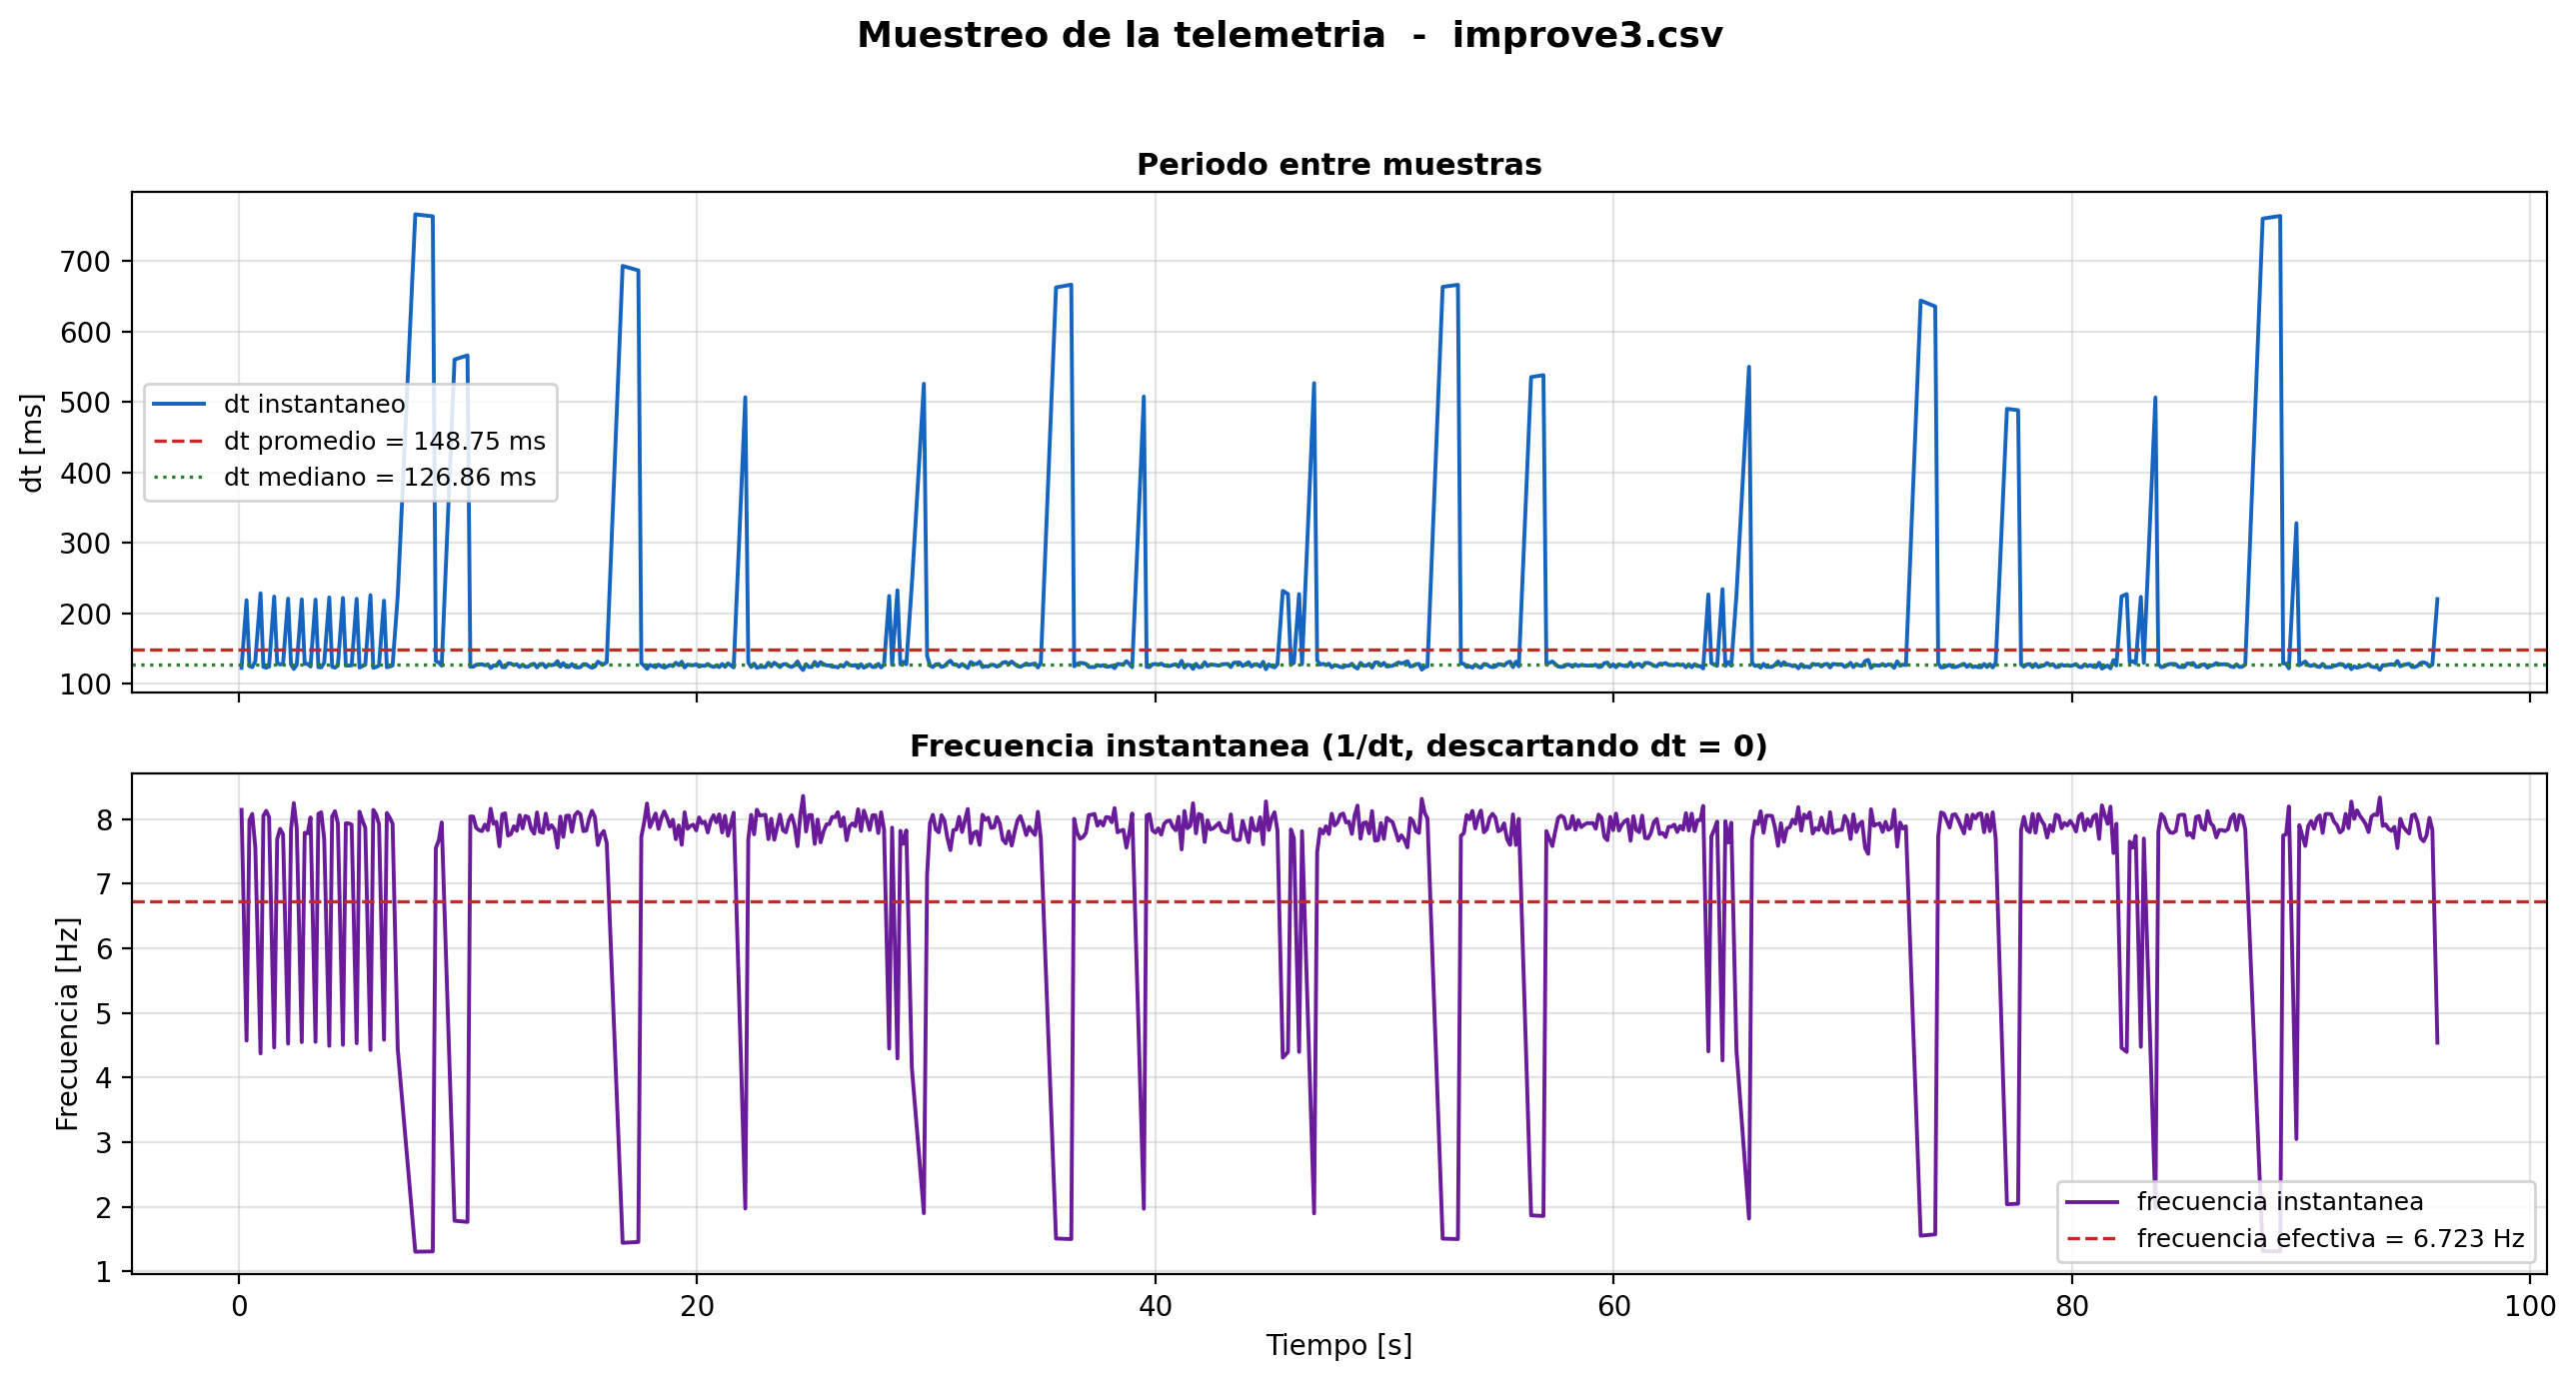 Muestreo de la telemetria - improve3.csv
Periodo entre muestras
dt [ms]
700
600
500
400
300
200
100
dt instantaneo
dt promedio = 148.75 ms
dt mediano = 126.86 ms
Frecuencia instantanea (1/dt, descartando dt = 0)
Frecuencia [Hz]
8
7
6
5
4
3
2
1
frecuencia instantanea
frecuencia efectiva = 6.723 Hz
0 20 40 60 80 100
Tiempo [s]